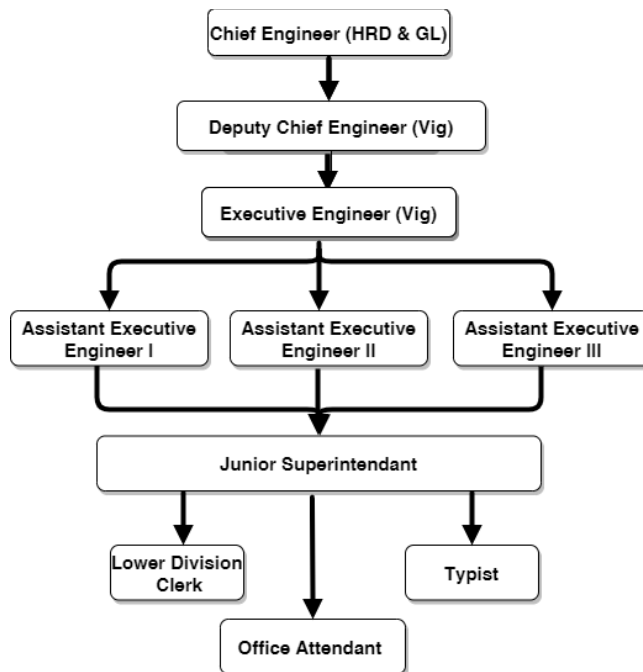 Chief Engineer (HRD & GL)
Deputy Chief Engineer (Vig)
Executive Engineer (Vig)
Assistant Executive
Engineer I
Assistant Executive
Engineer II
Assistant Executive
Engineer III
Junior Superintendant
Lower Division
Clerk
Typist
Office Attendant